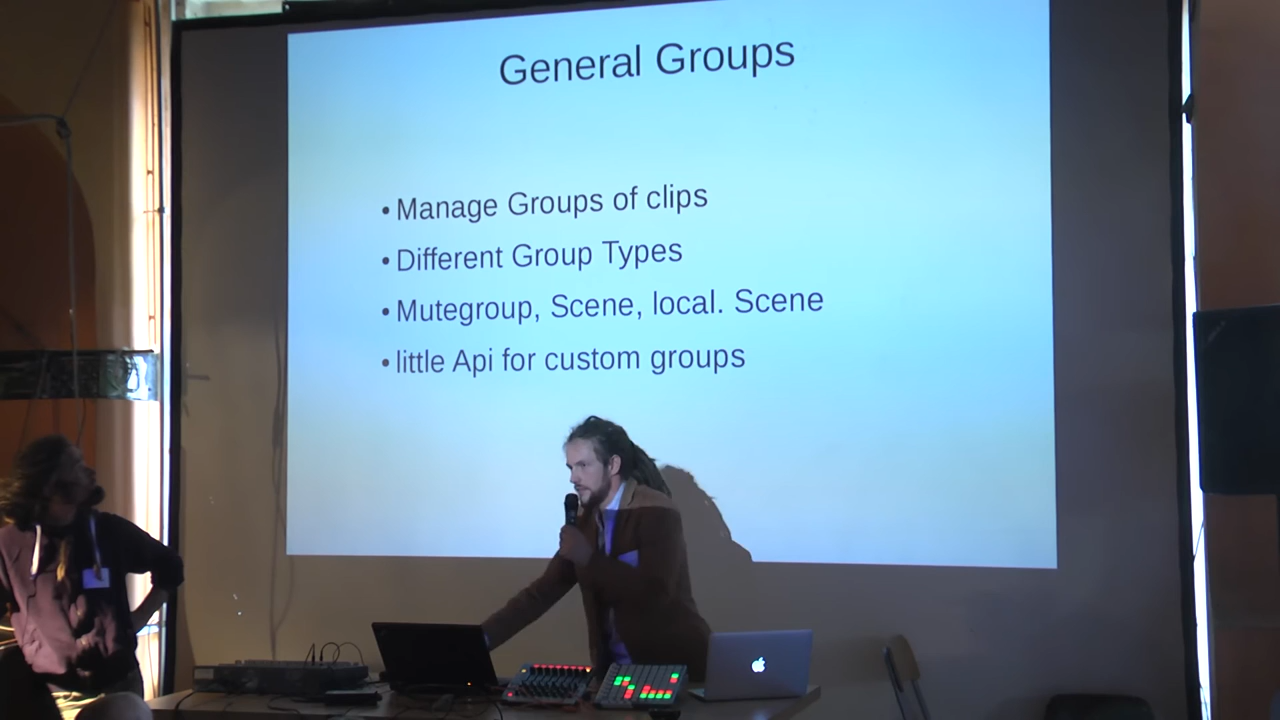 General Groups
• Manage Groups of clips
• Different Group Types
• Mutegroup, Scene, local. Scene
• little Api for custom groups